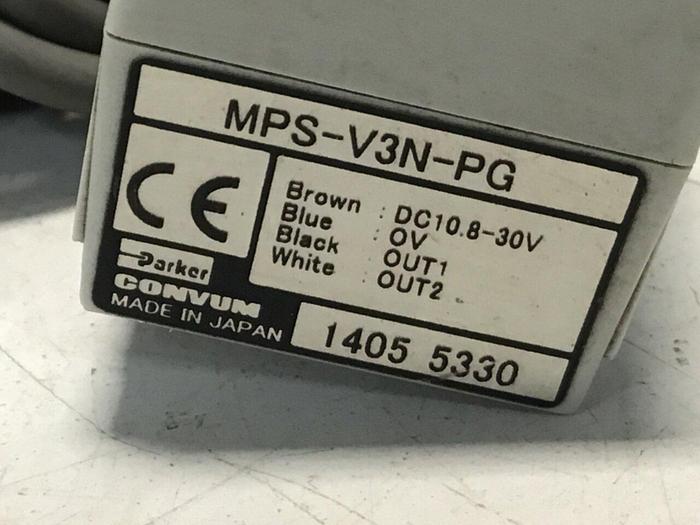 MPS-V3N-PG
CE
Brown : DC10.8-30V
Blue : 0V
Black : OUT1
White : OUT2
Parker
CONVUM
MADE IN JAPAN
1405 5330